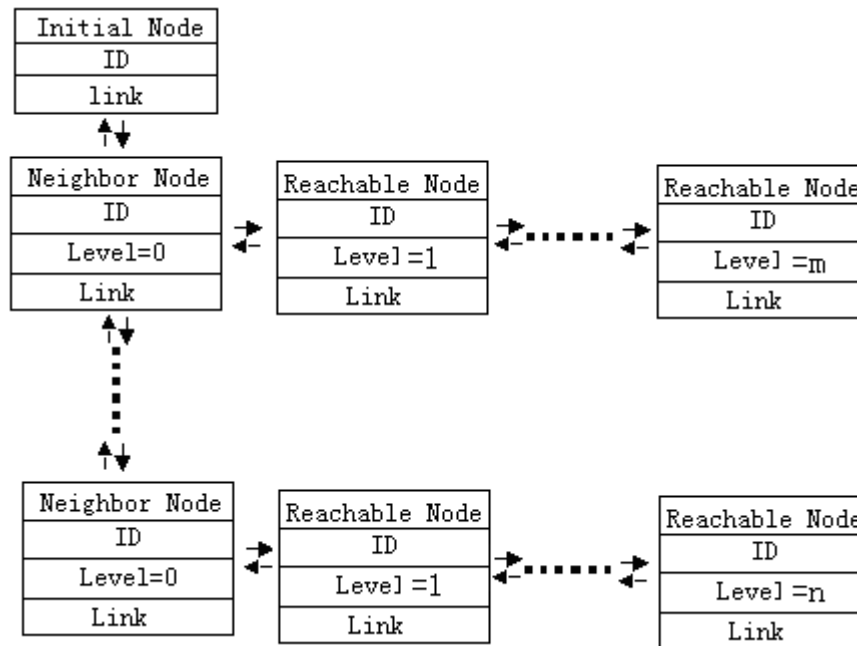 Initial Node
ID
link
Neighbor Node
ID
Level=0
Link
Reachable Node
ID
Level=1
Link
Reachable Node
ID
Level=m
Link
Neighbor Node
ID
Level=0
Link
Reachable Node
ID
Level=1
Link
Reachable Node
ID
Level=n
Link